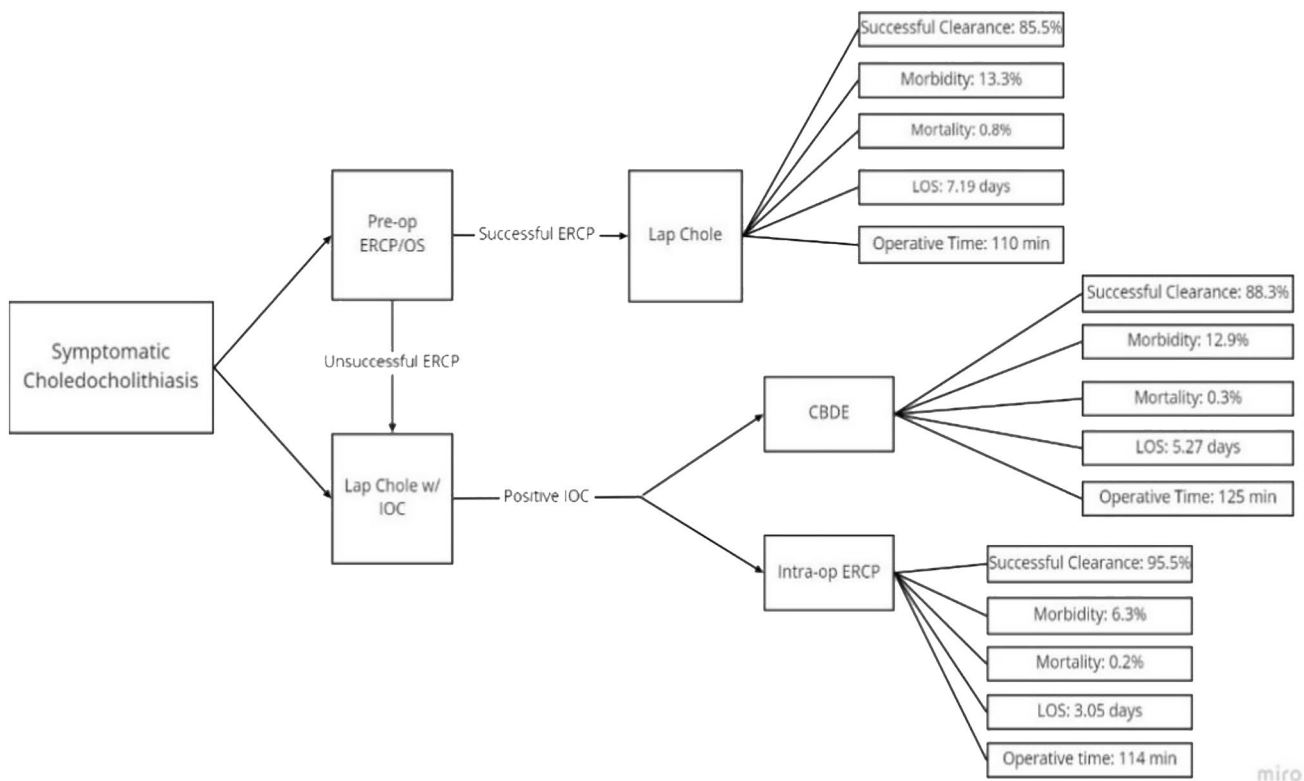 Successful Clearance: 85.5%
Morbidity: 13.3%
Mortality: 0.8%
LOS: 7.19 days
Operative Time: 110 min
Pre-op
ERCP/OS
Successful ERCP
Lap Chole
Symptomatic
Choledocholithiasis
Unsuccessful ERCP
Lap Chole w/
IOC
Positive IOC
CBDE
Successful Clearance: 88.3%
Morbidity: 12.9%
Mortality: 0.3%
LOS: 5.27 days
Operative Time: 125 min
Intra-op ERCP
Successful Clearance: 95.5%
Morbidity: 6.3%
Mortality: 0.2%
LOS: 3.05 days
Operative time: 114 min
miro